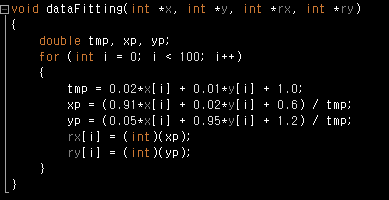 void dataFitting(int *x, int *y, int *rx, int *ry)
{
    double tmp, xp, yp;
    for (int i = 0; i < 100; i++)
    {
        tmp = 0.02*x[i] + 0.01*y[i] + 1.0;
        xp = (0.91*x[i] + 0.02*y[i] + 0.6) / tmp;
        yp = (0.05*x[i] + 0.95*y[i] + 1.2) / tmp;
        rx[i] = (int)(xp);
        ry[i] = (int)(yp);
    }
}